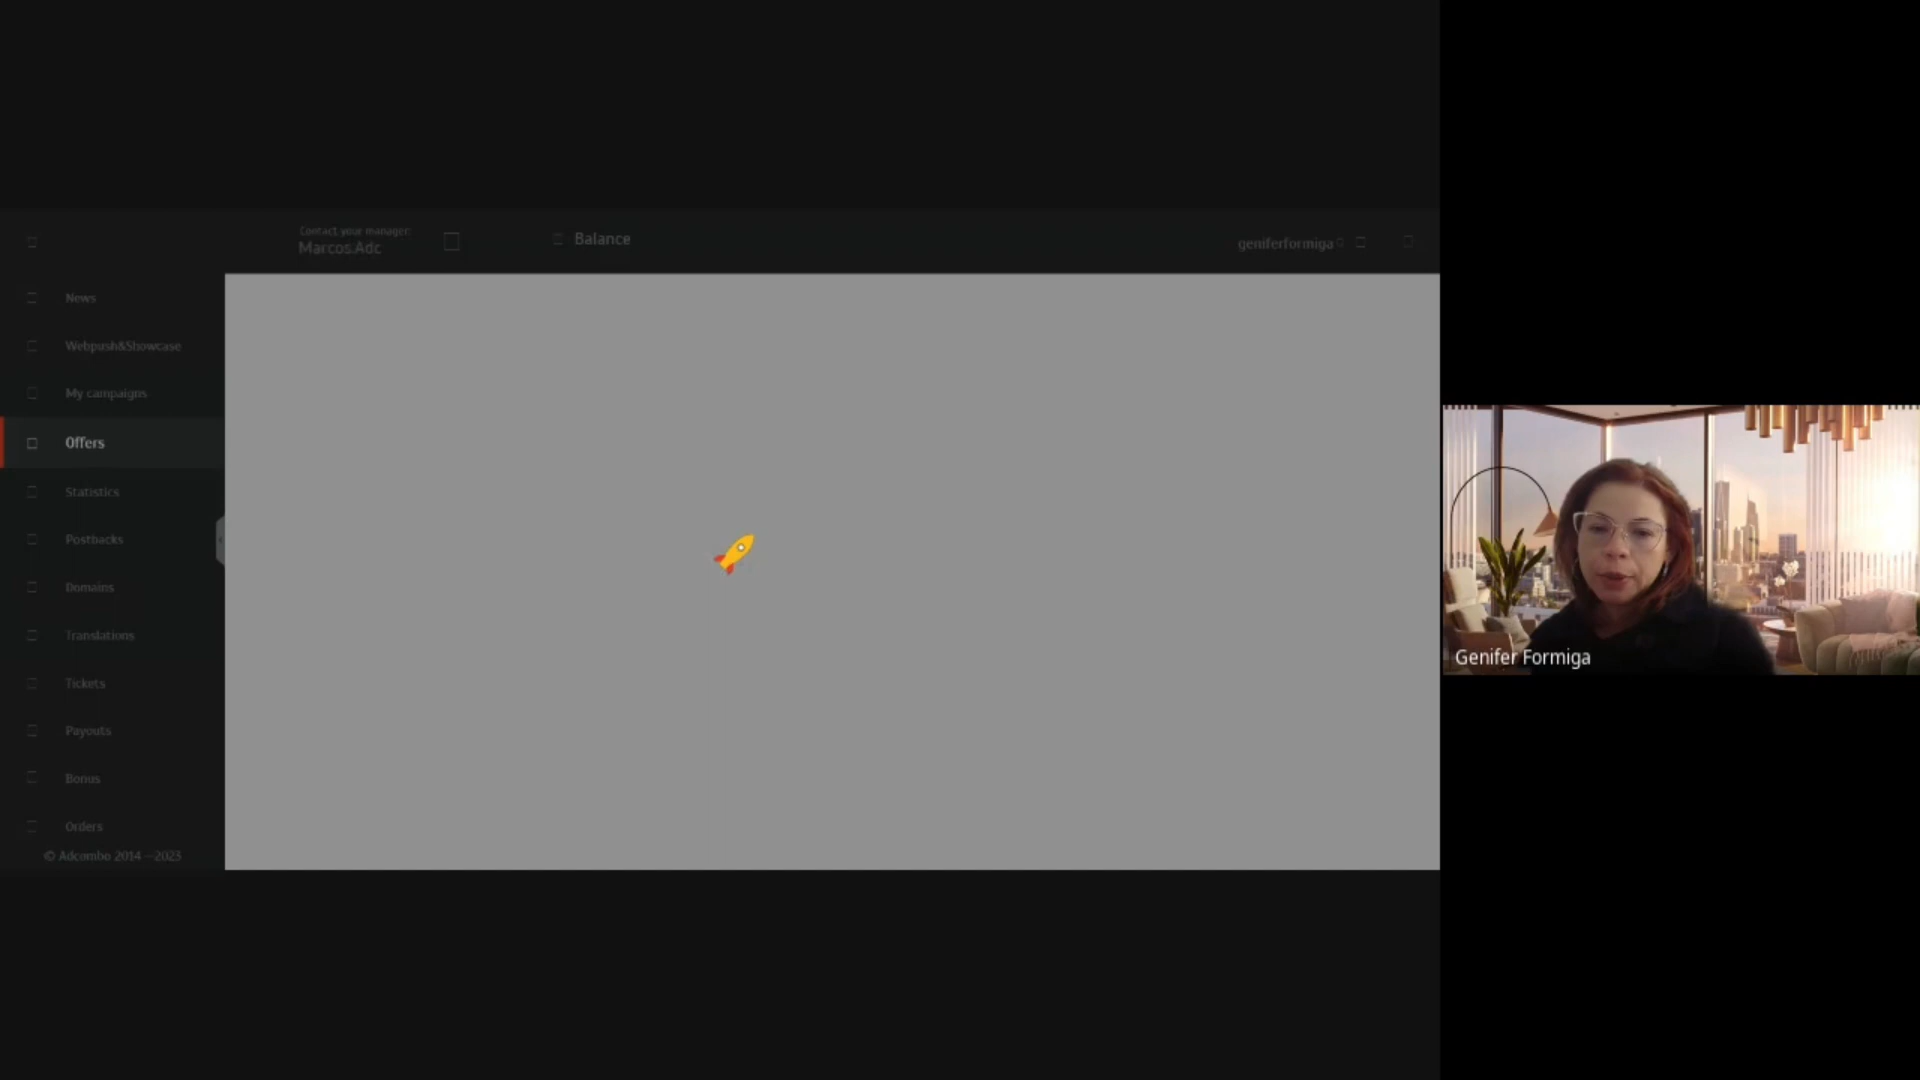 Contact your manager:
Marcos.Adc
Balance
geniferformiga
News
Webpush&Showcase
My campaigns
Offers
Statistics
Postbacks
Domains
Translations
Tickets
Payouts
Bonus
Orders
© Adcombo 2014 — 2023
Genifer Formiga